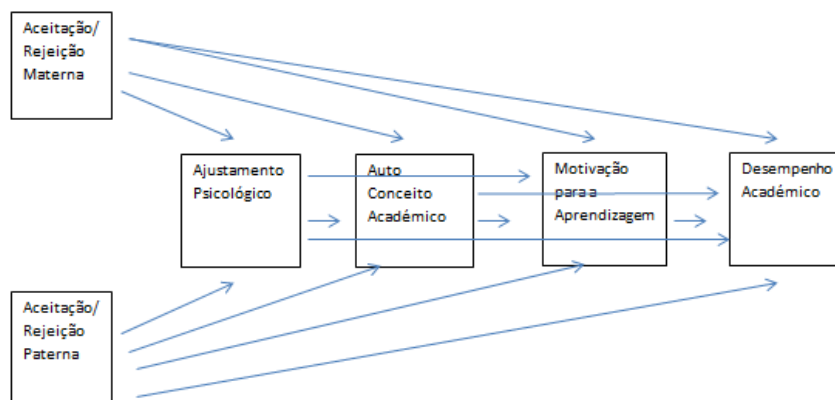 Aceitação/
Rejeição
Materna
Ajustamento
Psicológico
Auto
Conceito
Académico
Motivação
para a
Aprendizagem
Desempenho
Académico
Aceitação/
Rejeição
Paterna